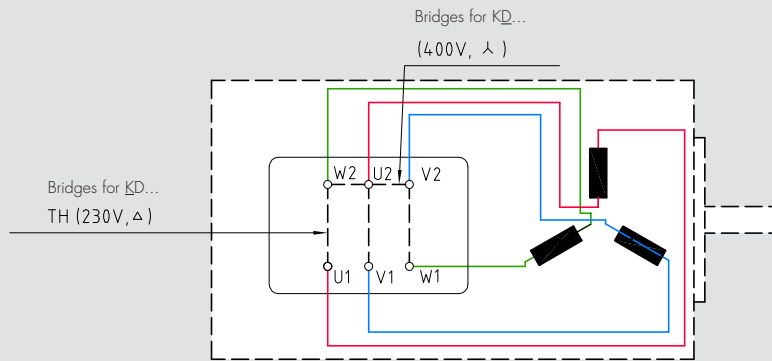 Bridges for KD...
(400V, ⅄ )
W2 U2 V2
Bridges for KD...
TH (230V,△)
U1 V1 W1